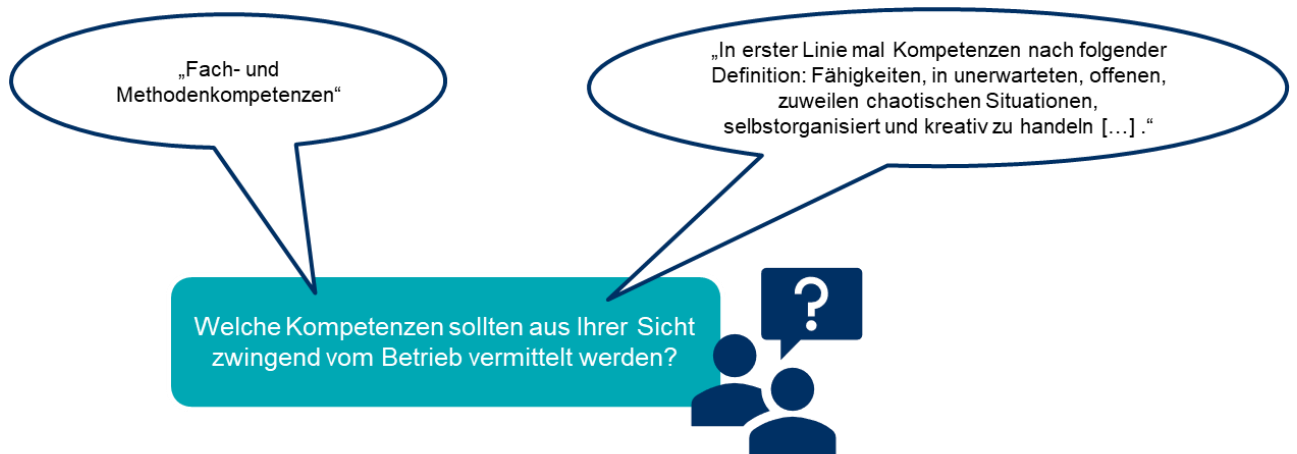 „Fach- und
Methodenkompetenzen“
„In erster Linie mal Kompetenzen nach folgender
Definition: Fähigkeiten, in unerwarteten, offenen,
zuweilen chaotischen Situationen,
selbstorganisiert und kreativ zu handeln […] .“
Welche Kompetenzen sollten aus Ihrer Sicht
zwingend vom Betrieb vermittelt werden?
?